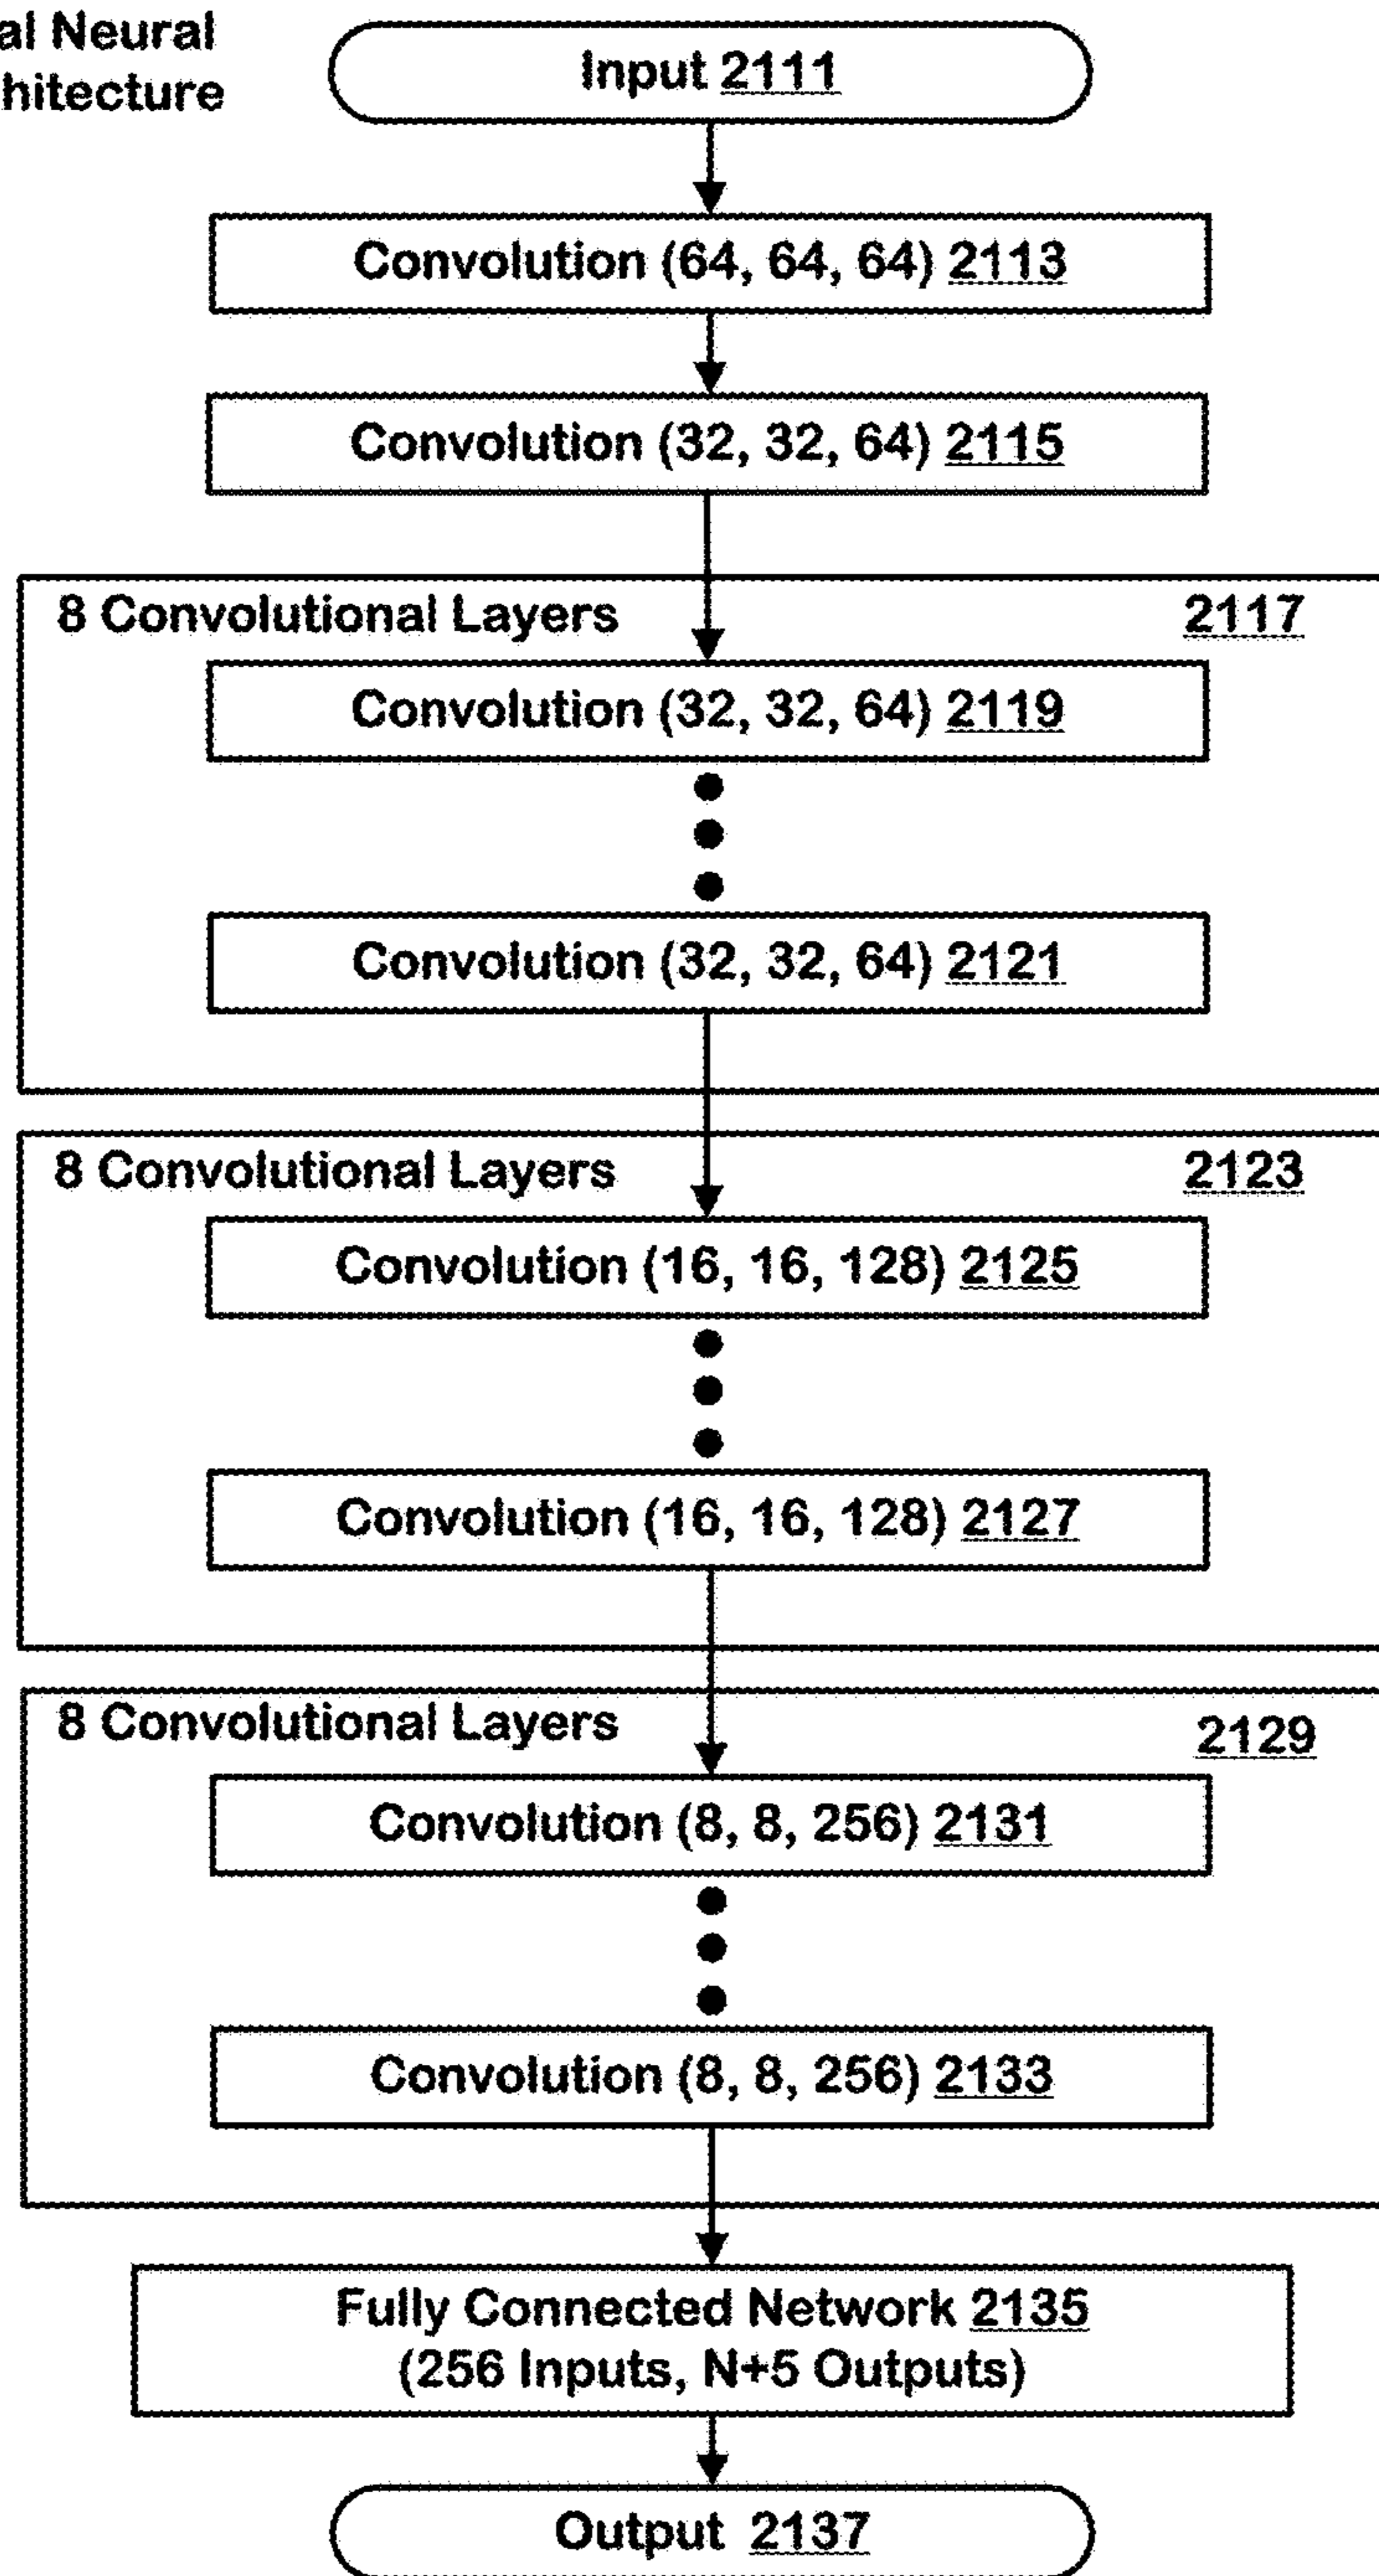 al Neural
hitecture
Input 2111
Convolution (64, 64, 64) 2113
Convolution (32, 32, 64) 2115
8 Convolutional Layers 2117
Convolution (32, 32, 64) 2119
Convolution (32, 32, 64) 2121
8 Convolutional Layers 2123
Convolution (16, 16, 128) 2125
Convolution (16, 16, 128) 2127
8 Convolutional Layers 2129
Convolution (8, 8, 256) 2131
Convolution (8, 8, 256) 2133
Fully Connected Network 2135
(256 Inputs, N+5 Outputs)
Output 2137